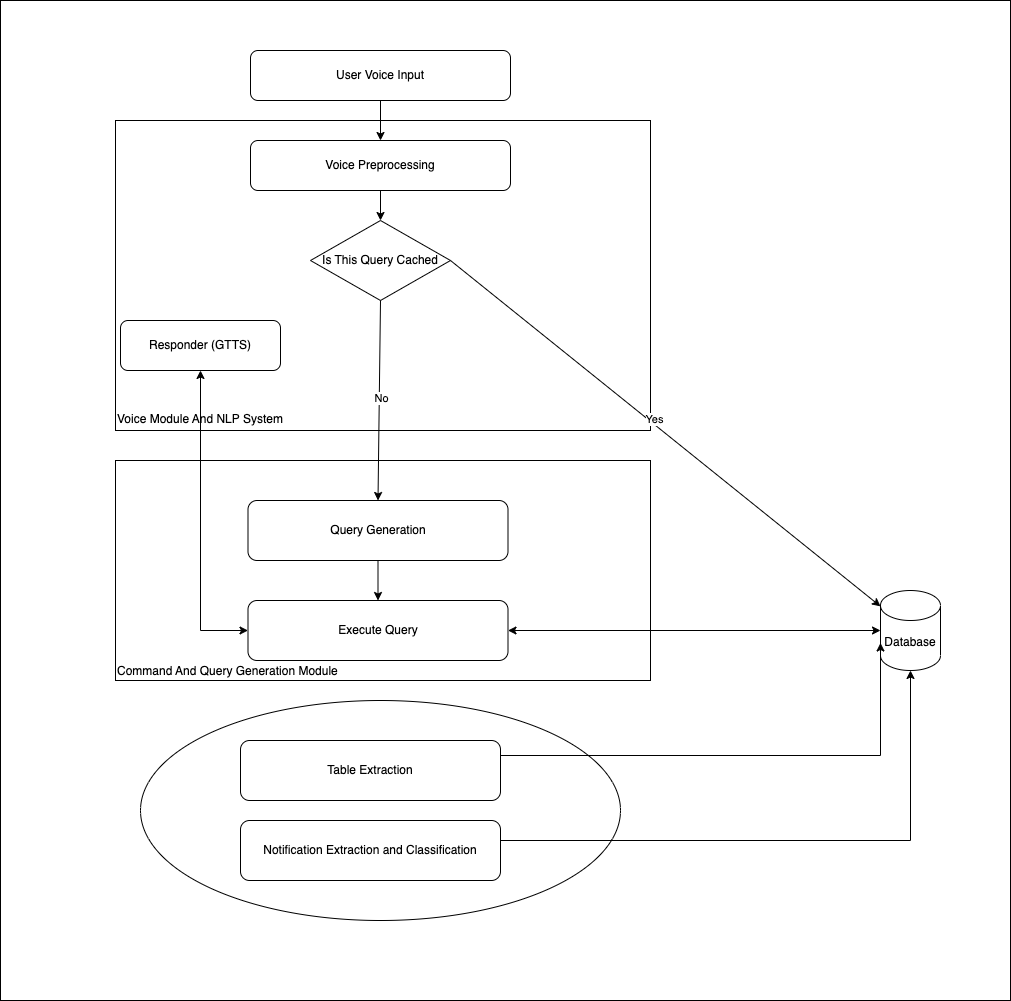 User Voice Input
Voice Preprocessing
Is This Query Cached
Responder (GTTS)
No
Voice Module And NLP System
Yes
Query Generation
Execute Query
Database
Command And Query Generation Module
Table Extraction
Notification Extraction and Classification